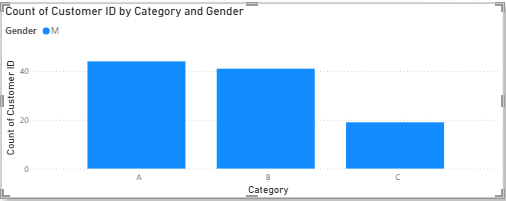 Count of Customer ID by Category and Gender
Gender M
Count of Customer ID
40
20
0
A B C
Category